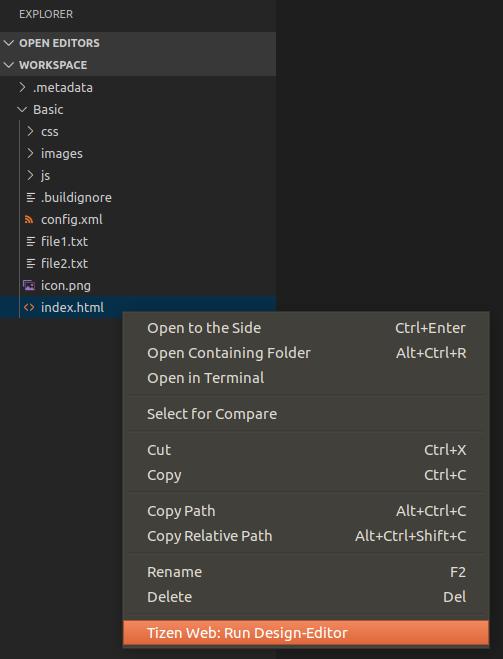 EXPLORER
OPEN EDITORS
WORKSPACE
.metadata
Basic
css
images
js
.buildignore
config.xml
file1.txt
file2.txt
icon.png
index.html
Open to the Side Ctrl+Enter
Open Containing Folder Alt+Ctrl+R
Open in Terminal
Select for Compare
Cut Ctrl+X
Copy Ctrl+C
Copy Path Alt+Ctrl+C
Copy Relative Path Alt+Ctrl+Shift+C
Rename F2
Delete Del
Tizen Web: Run Design-Editor